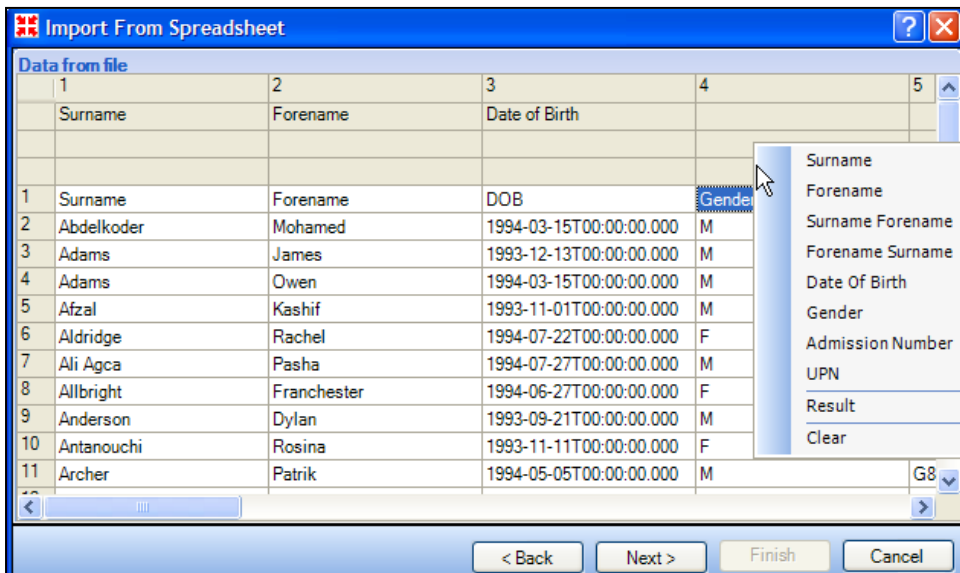 Import From Spreadsheet
Data from file
1 2 3 4 5
Surname Forename Date of Birth
1 Surname Forename DOB Gender
2 Abdelkoder Mohamed 1994-03-15T00:00:00.000 M
3 Adams James 1993-12-13T00:00:00.000 M
4 Adams Owen 1994-03-15T00:00:00.000 M
5 Afzal Kashif 1993-11-01T00:00:00.000 M
6 Aldridge Rachel 1994-07-22T00:00:00.000 F
7 Ali Agca Pasha 1994-07-27T00:00:00.000 M
8 Allbright Franchester 1994-06-27T00:00:00.000 F
9 Anderson Dylan 1993-09-21T00:00:00.000 M
10 Antanouchi Rosina 1993-11-11T00:00:00.000 F
11 Archer Patrik 1994-05-05T00:00:00.000 M G8
Surname
Forename
Surname Forename
Forename Surname
Date Of Birth
Gender
Admission Number
UPN
Result
Clear
< Back Next > Finish Cancel